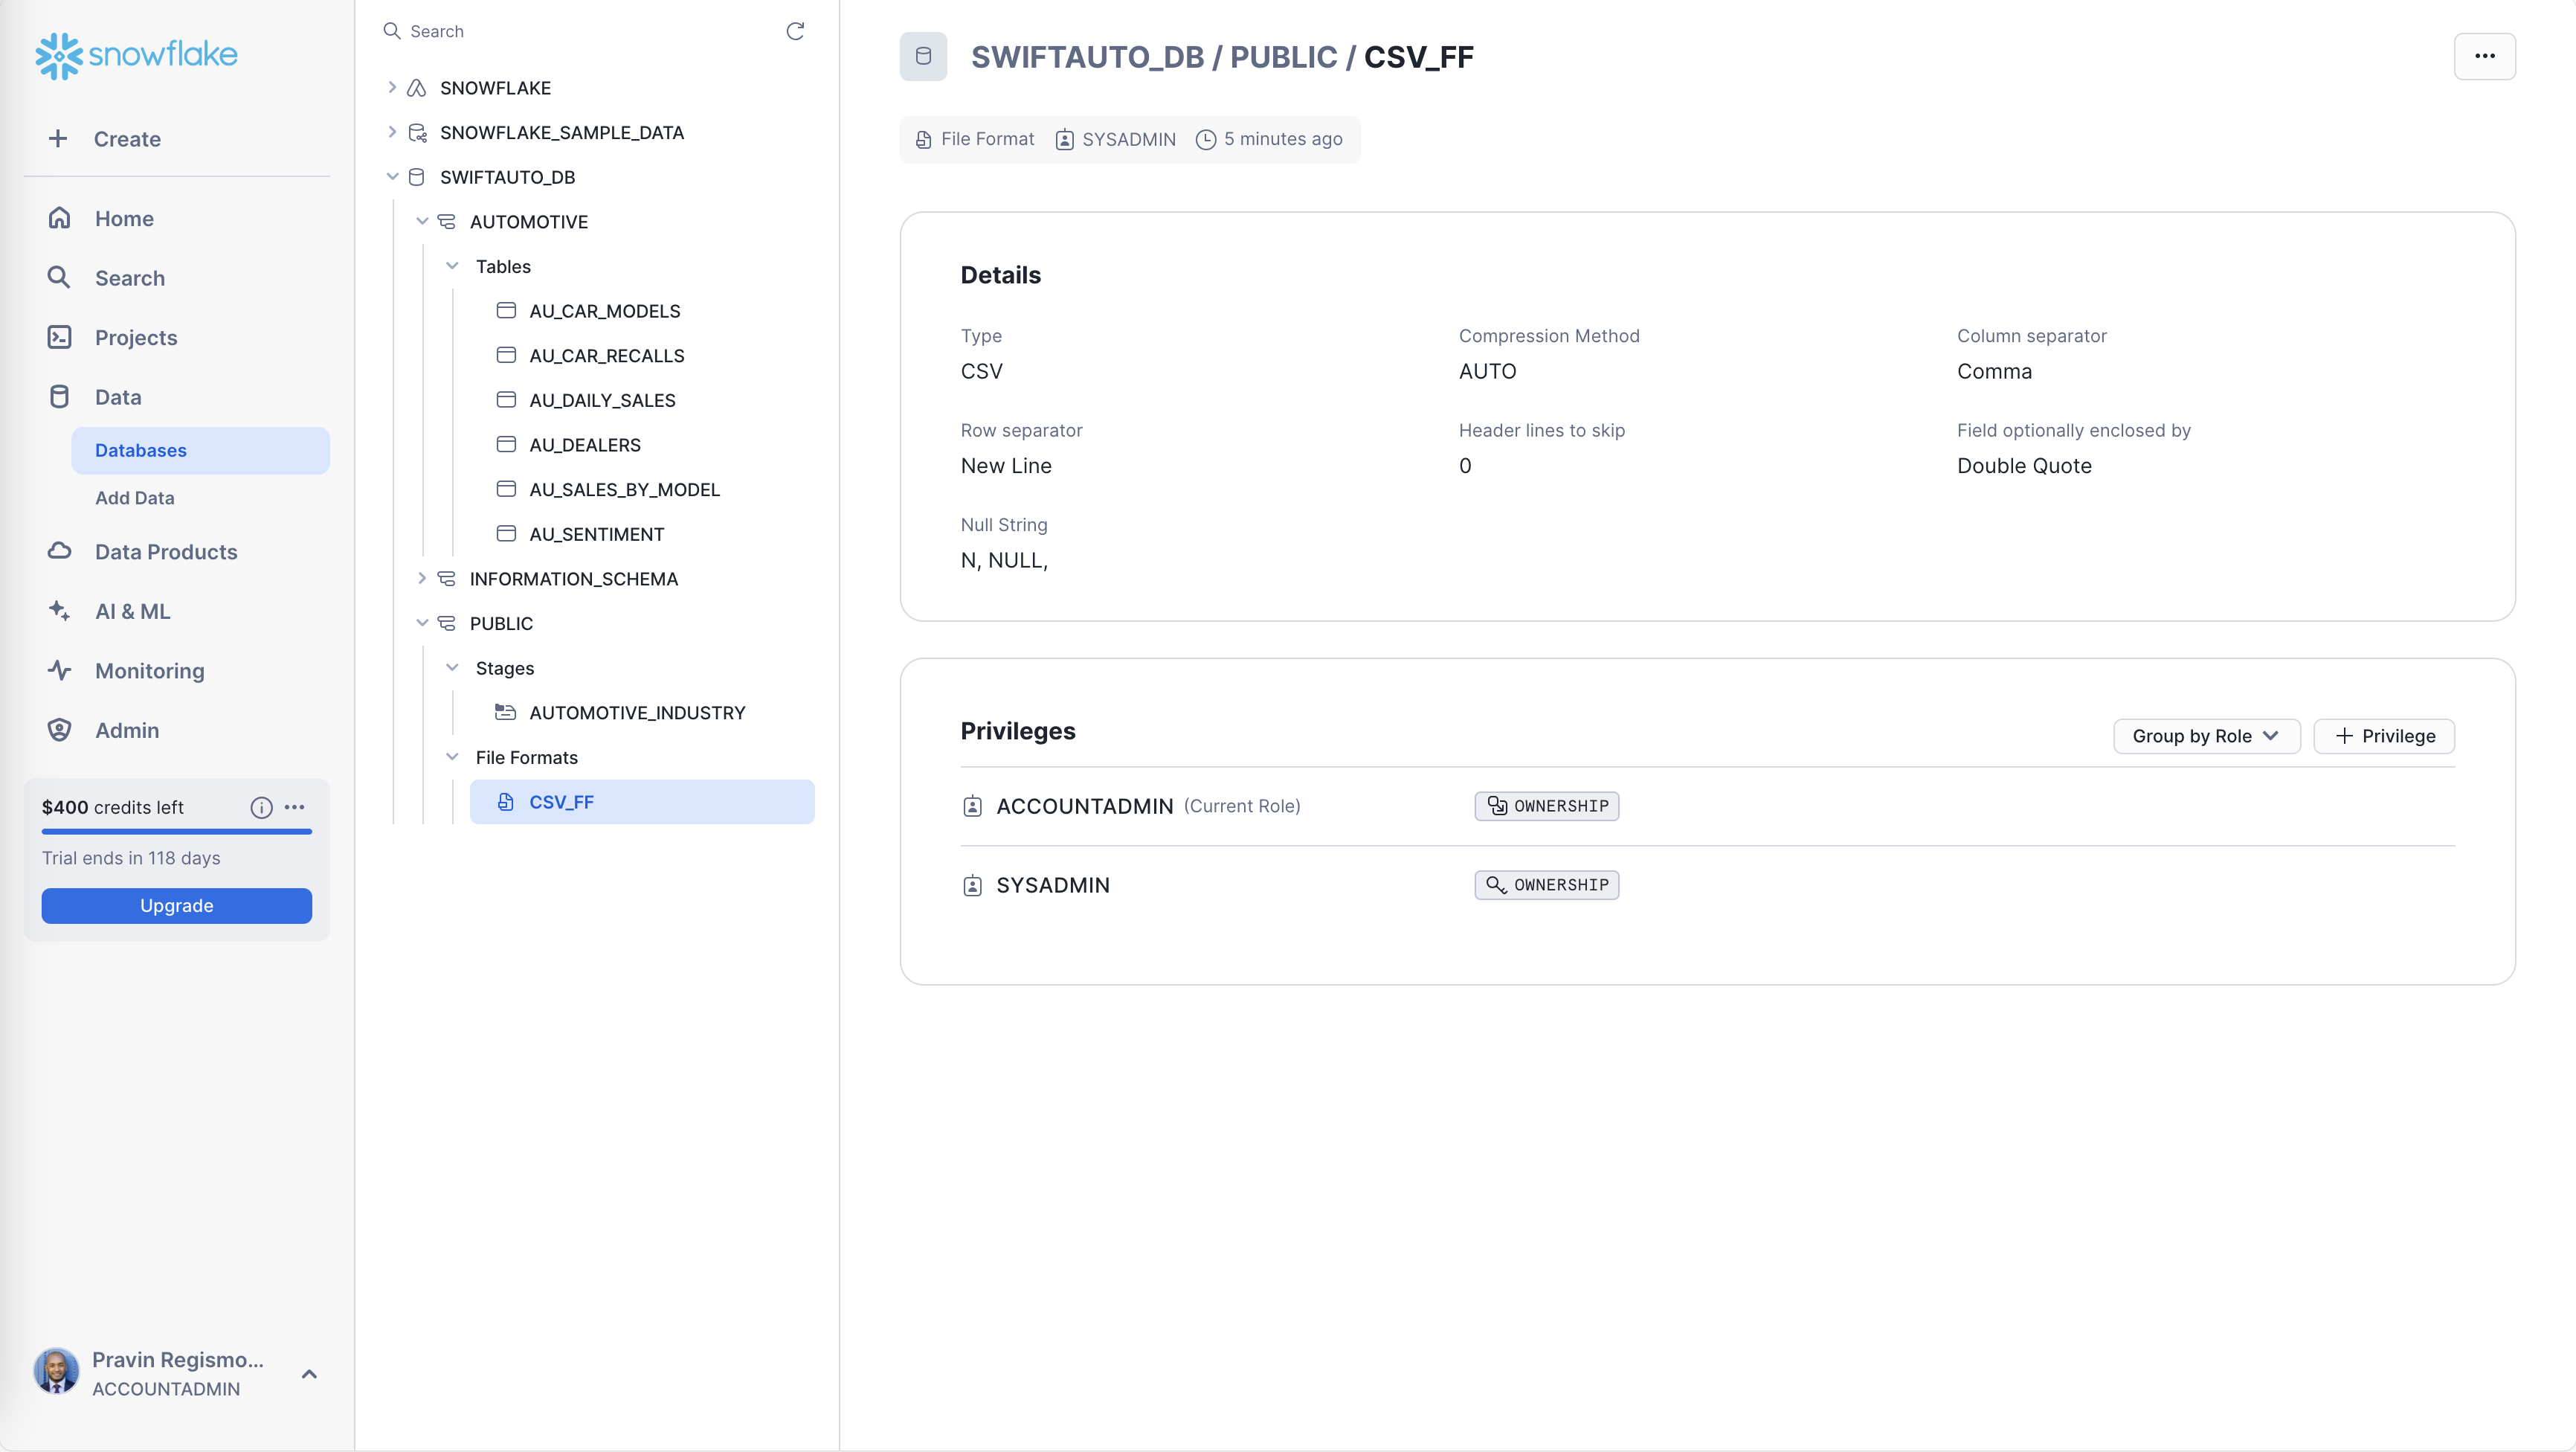 snowflake
Create
Home
Search
Projects
Data
Databases
Add Data
Data Products
AI & ML
Monitoring
Admin
$400 credits left
Trial ends in 118 days
Upgrade
Pravin Regismo...
ACCOUNTADMIN
Search
SNOWFLAKE
SNOWFLAKE_SAMPLE_DATA
SWIFTAUTO_DB
AUTOMOTIVE
Tables
AU_CAR_MODELS
AU_CAR_RECALLS
AU_DAILY_SALES
AU_DEALERS
AU_SALES_BY_MODEL
AU_SENTIMENT
INFORMATION_SCHEMA
PUBLIC
Stages
AUTOMOTIVE_INDUSTRY
File Formats
CSV_FF
SWIFTAUTO_DB / PUBLIC / CSV_FF
File Format SYSADMIN 5 minutes ago
Details
Type Compression Method Column separator
CSV AUTO Comma
Row separator Header lines to skip Field optionally enclosed by
New Line 0 Double Quote
Null String
N, NULL,
Privileges Group by Role Privilege
ACCOUNTADMIN (Current Role) OWNERSHIP
SYSADMIN OWNERSHIP